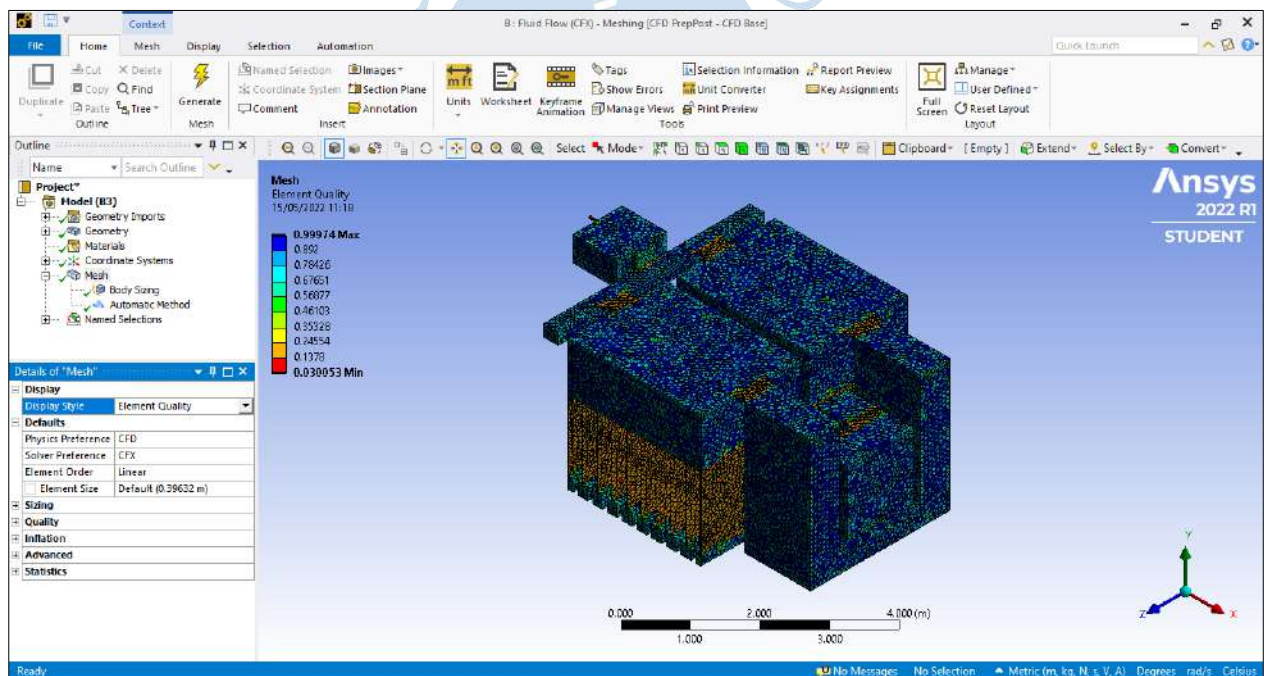 Context
B : Fluid Flow (CFX) - Meshing [CFD PrepPost - CFD Base]
File Home Mesh Display Selection Automation
Quick Launch
Duplicate
Cut
Copy
Paste
Delete
Find
Tree
Outline
Generate
Mesh
Named Selection
Coordinate System
Comment
Images
Section Plane
Annotation
Insert
Units
Worksheet
Keyframe Animation
Tags
Show Errors
Manage Views
Selection Information
Unit Converter
Print Preview
Report Preview
Key Assignments
Tools
Full Screen
Manage
User Defined
Reset Layout
Layout
Outline
Name
Search Outline
Select
Mode
Clipboard
[ Empty ]
Extend
Select By
Convert
Project*
Model (B3)
Geometry Imports
Geometry
Materials
Coordinate Systems
Mesh
Body Sizing
Automatic Method
Named Selections
Details of "Mesh"
Display
Display Style Element Quality
Defaults
Physics Preference CFD
Solver Preference CFX
Element Order Linear
Element Size Default (0.39632 m)
Sizing
Quality
Inflation
Advanced
Statistics
Mesh
Element Quality
15/05/2022 11:18
0.99974 Max
0.892
0.78426
0.67651
0.56877
0.46103
0.35328
0.24554
0.1378
0.030053 Min
Ansys
2022 R1
STUDENT
0.000 2.000 4.000 (m)
1.000 3.000
Y
Z
X
Ready
No Messages
No Selection
Metric (m, kg, N, s, V, A) Degrees rad/s Celsius